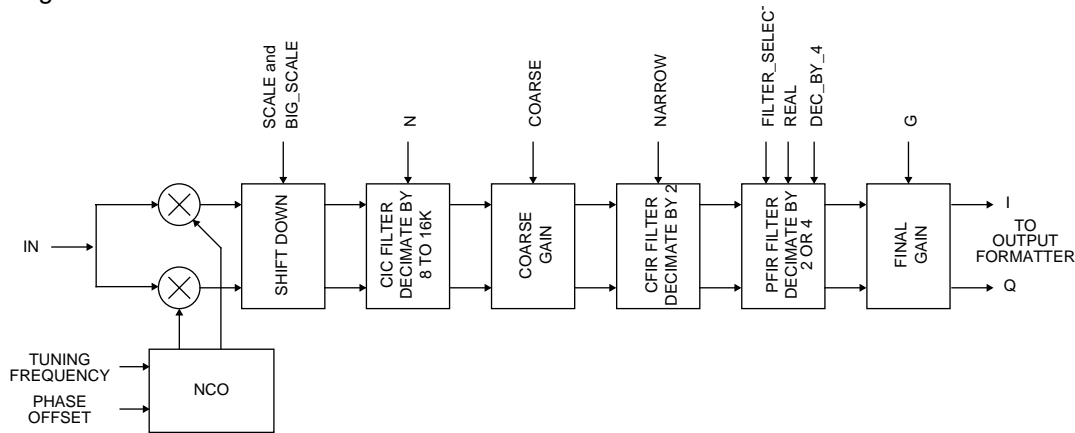 SCALE and
BIG_SCALE
N
COARSE
NARROW
FILTER_SELECT
REAL
DEC_BY_4
G
IN
SHIFT DOWN
CIC FILTER
DECIMATE BY
8 TO 16K
COARSE
GAIN
CFIR FILTER
DECIMATE BY 2
PFIR FILTER
DECIMATE BY
2 OR 4
FINAL
GAIN
I
TO
OUTPUT
FORMATTER
Q
TUNING
FREQUENCY
PHASE
OFFSET
NCO